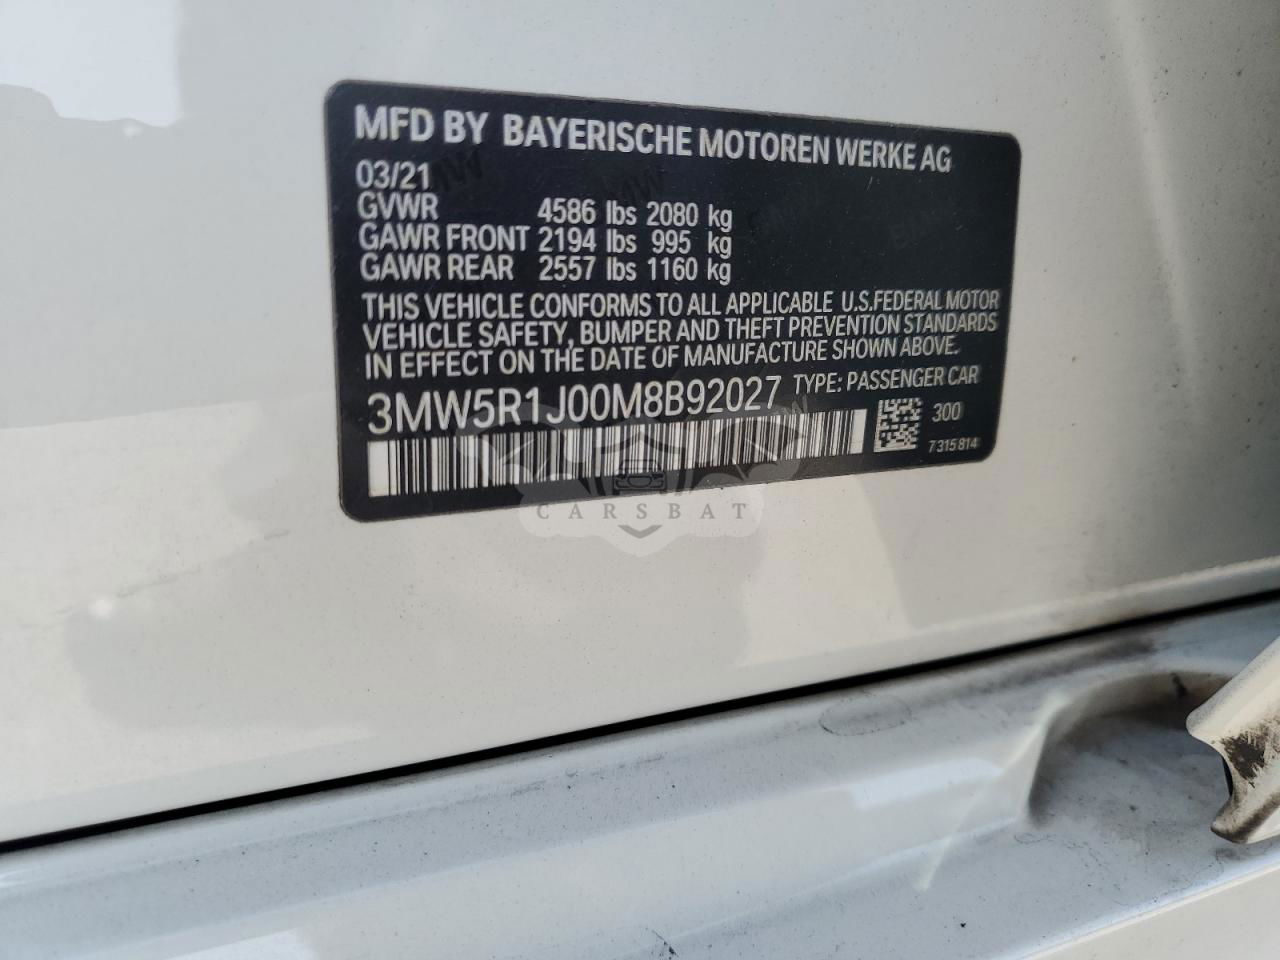 MFD BY BAYERISCHE MOTOREN WERKE AG
03/21
GVWR 4586 lbs 2080 kg
GAWR FRONT 2194 lbs 995 kg
GAWR REAR 2557 lbs 1160 kg
THIS VEHICLE CONFORMS TO ALL APPLICABLE U.S.FEDERAL MOTOR
VEHICLE SAFETY, BUMPER AND THEFT PREVENTION STANDARDS
IN EFFECT ON THE DATE OF MANUFACTURE SHOWN ABOVE.
3MW5R1J00M8B92027 TYPE: PASSENGER CAR
300
7315814
CARSBAT